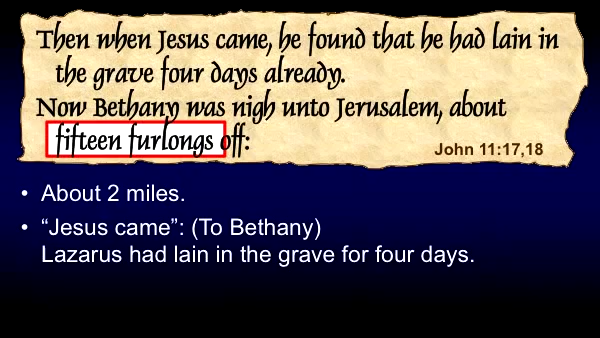 Then when Jesus came, he found that he had lain in
the grave four days already.
Now Bethany was nigh unto Jerusalem, about
fifteen furlongs off:
John 11:17,18
• About 2 miles.
• “Jesus came”: (To Bethany)
Lazarus had lain in the grave for four days.